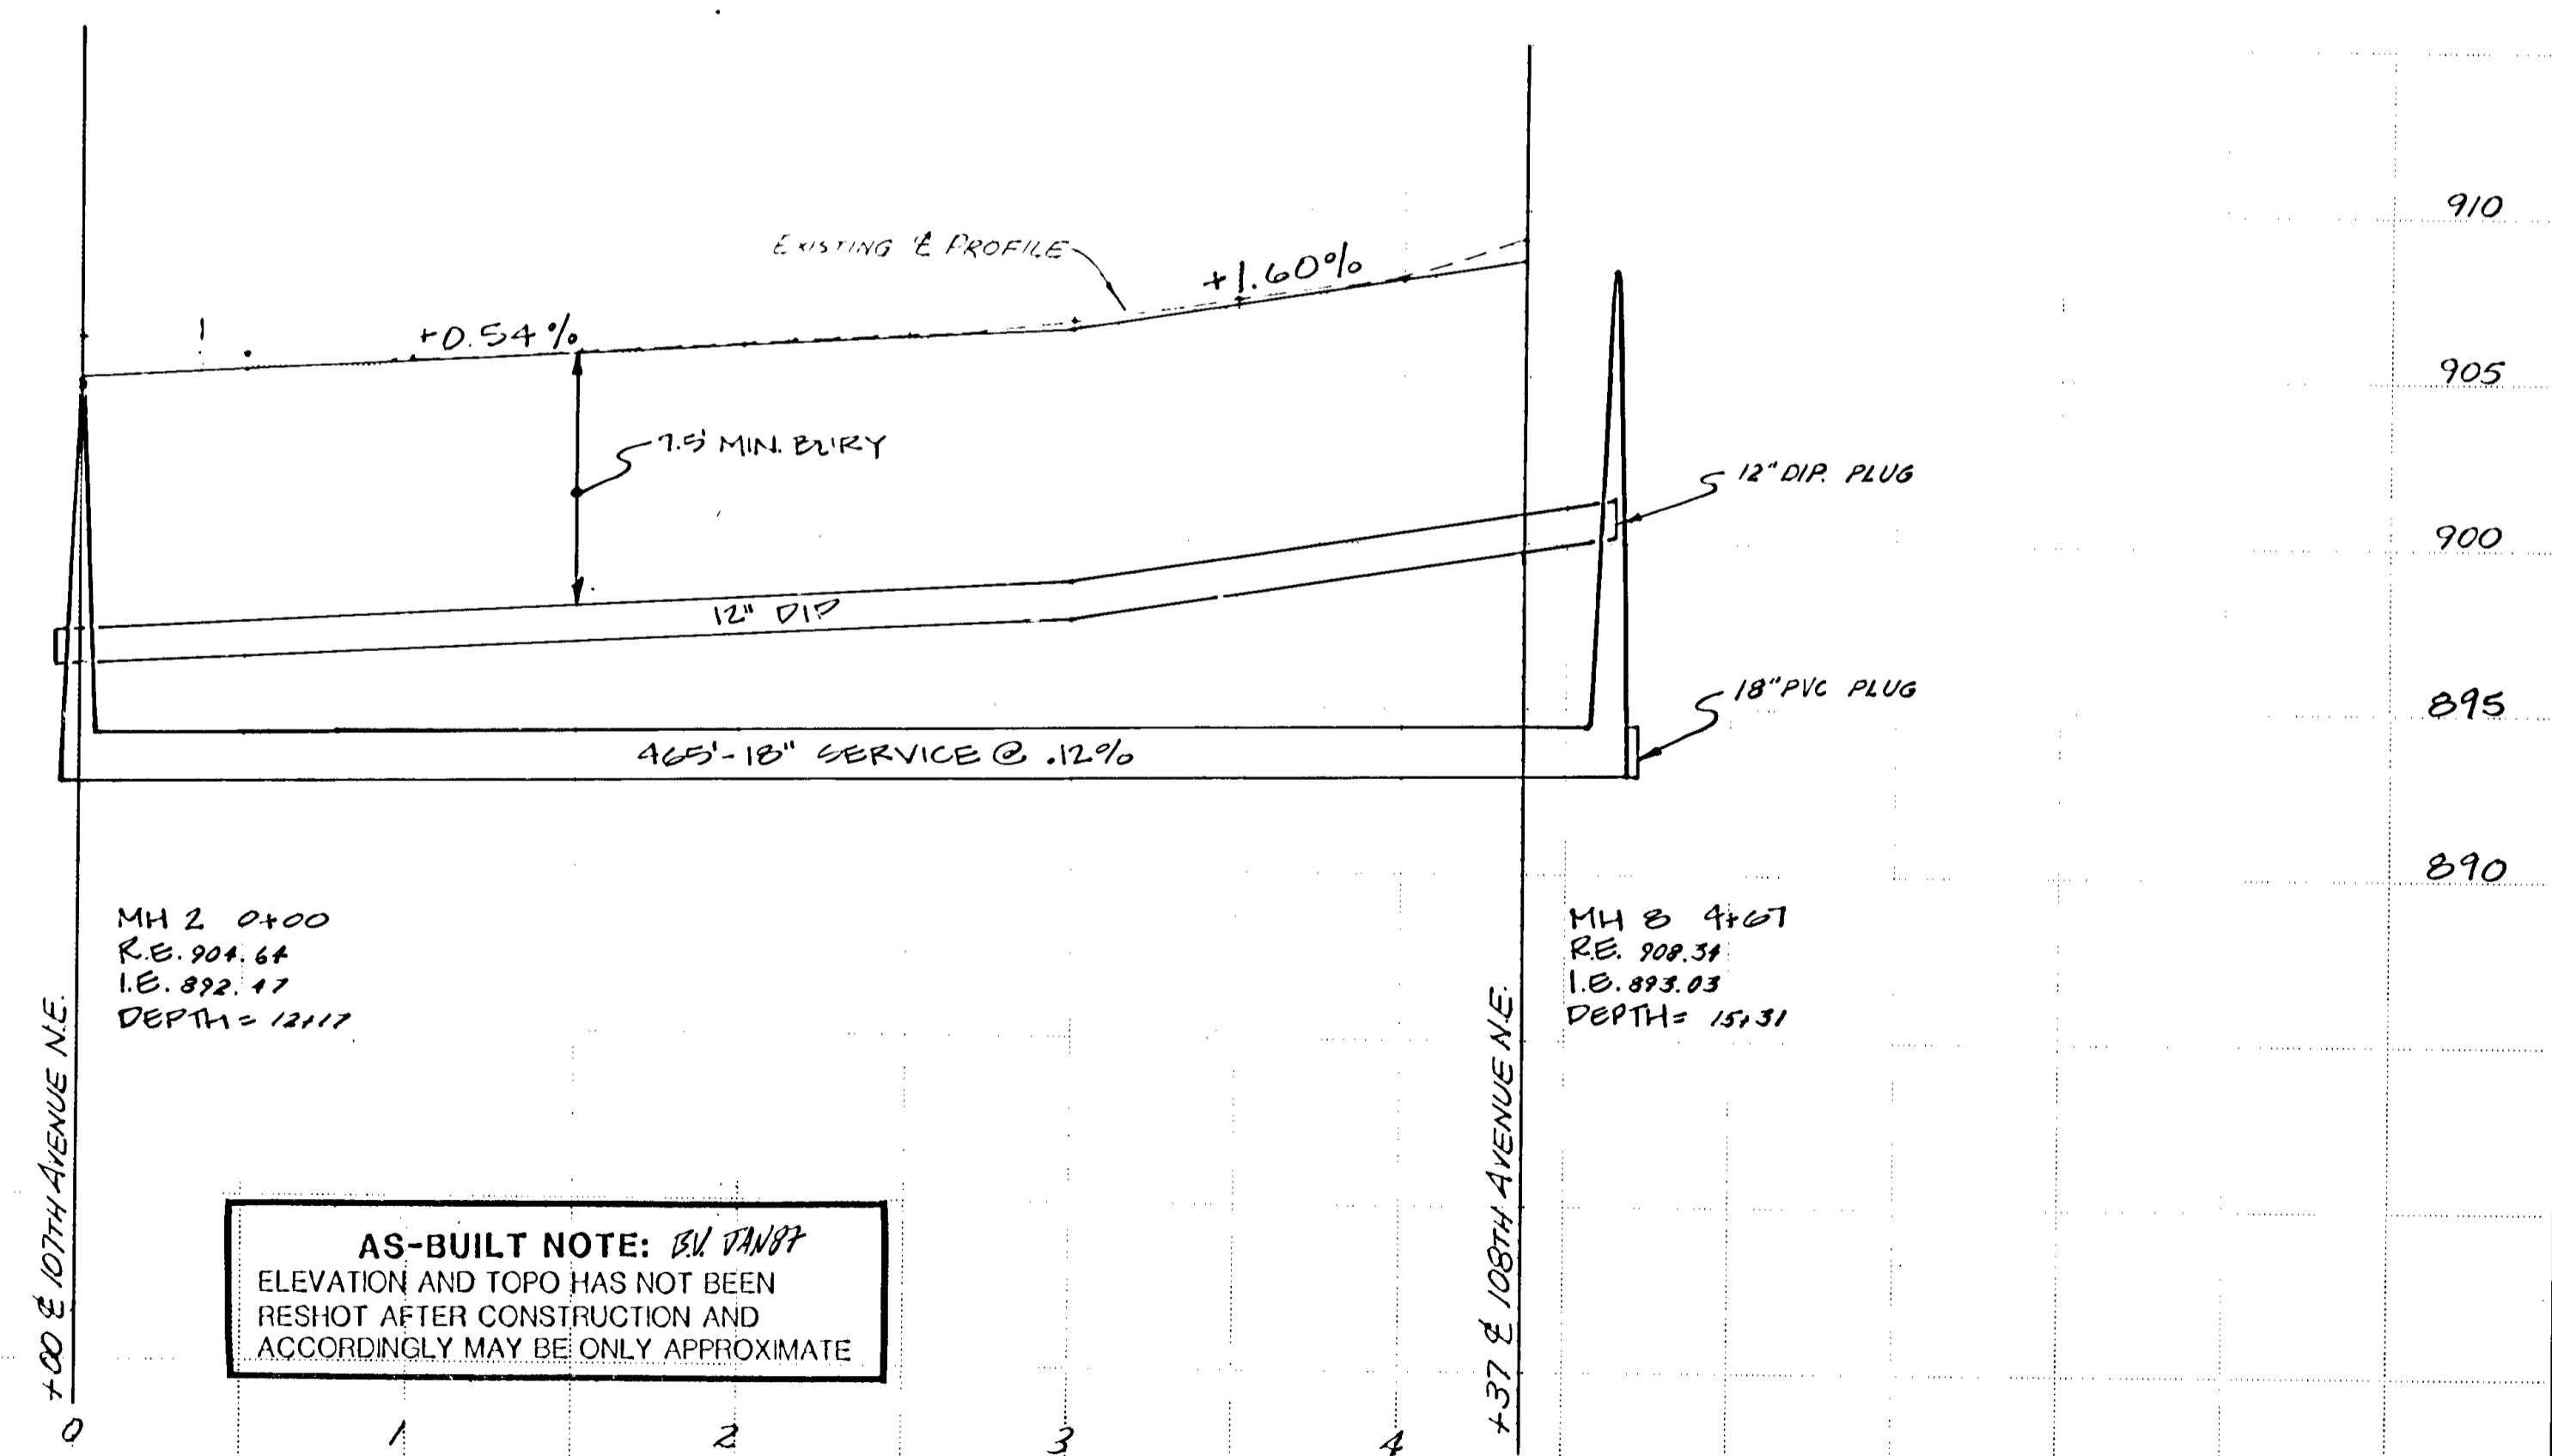 910
EXISTING ℄ PROFILE
+1.60%
+0.54%
905
7.5' MIN. BURY
12" DIP. PLUG
900
12" DIP
18" PVC PLUG
895
465'-18" SERVICE @ .12%
890
MH 2 0+00
R.E. 904.64
I.E. 892.47
DEPTH = 12.17
MH 8 4+67
R.E. 908.34
I.E. 893.03
DEPTH = 15.31
+00 ℄ 107TH AVENUE N.E.
+37 ℄ 108TH AVENUE N.E.
AS-BUILT NOTE: B.V. JAN87
ELEVATION AND TOPO HAS NOT BEEN
RESHOT AFTER CONSTRUCTION AND
ACCORDINGLY MAY BE ONLY APPROXIMATE
0 1 2 3 4